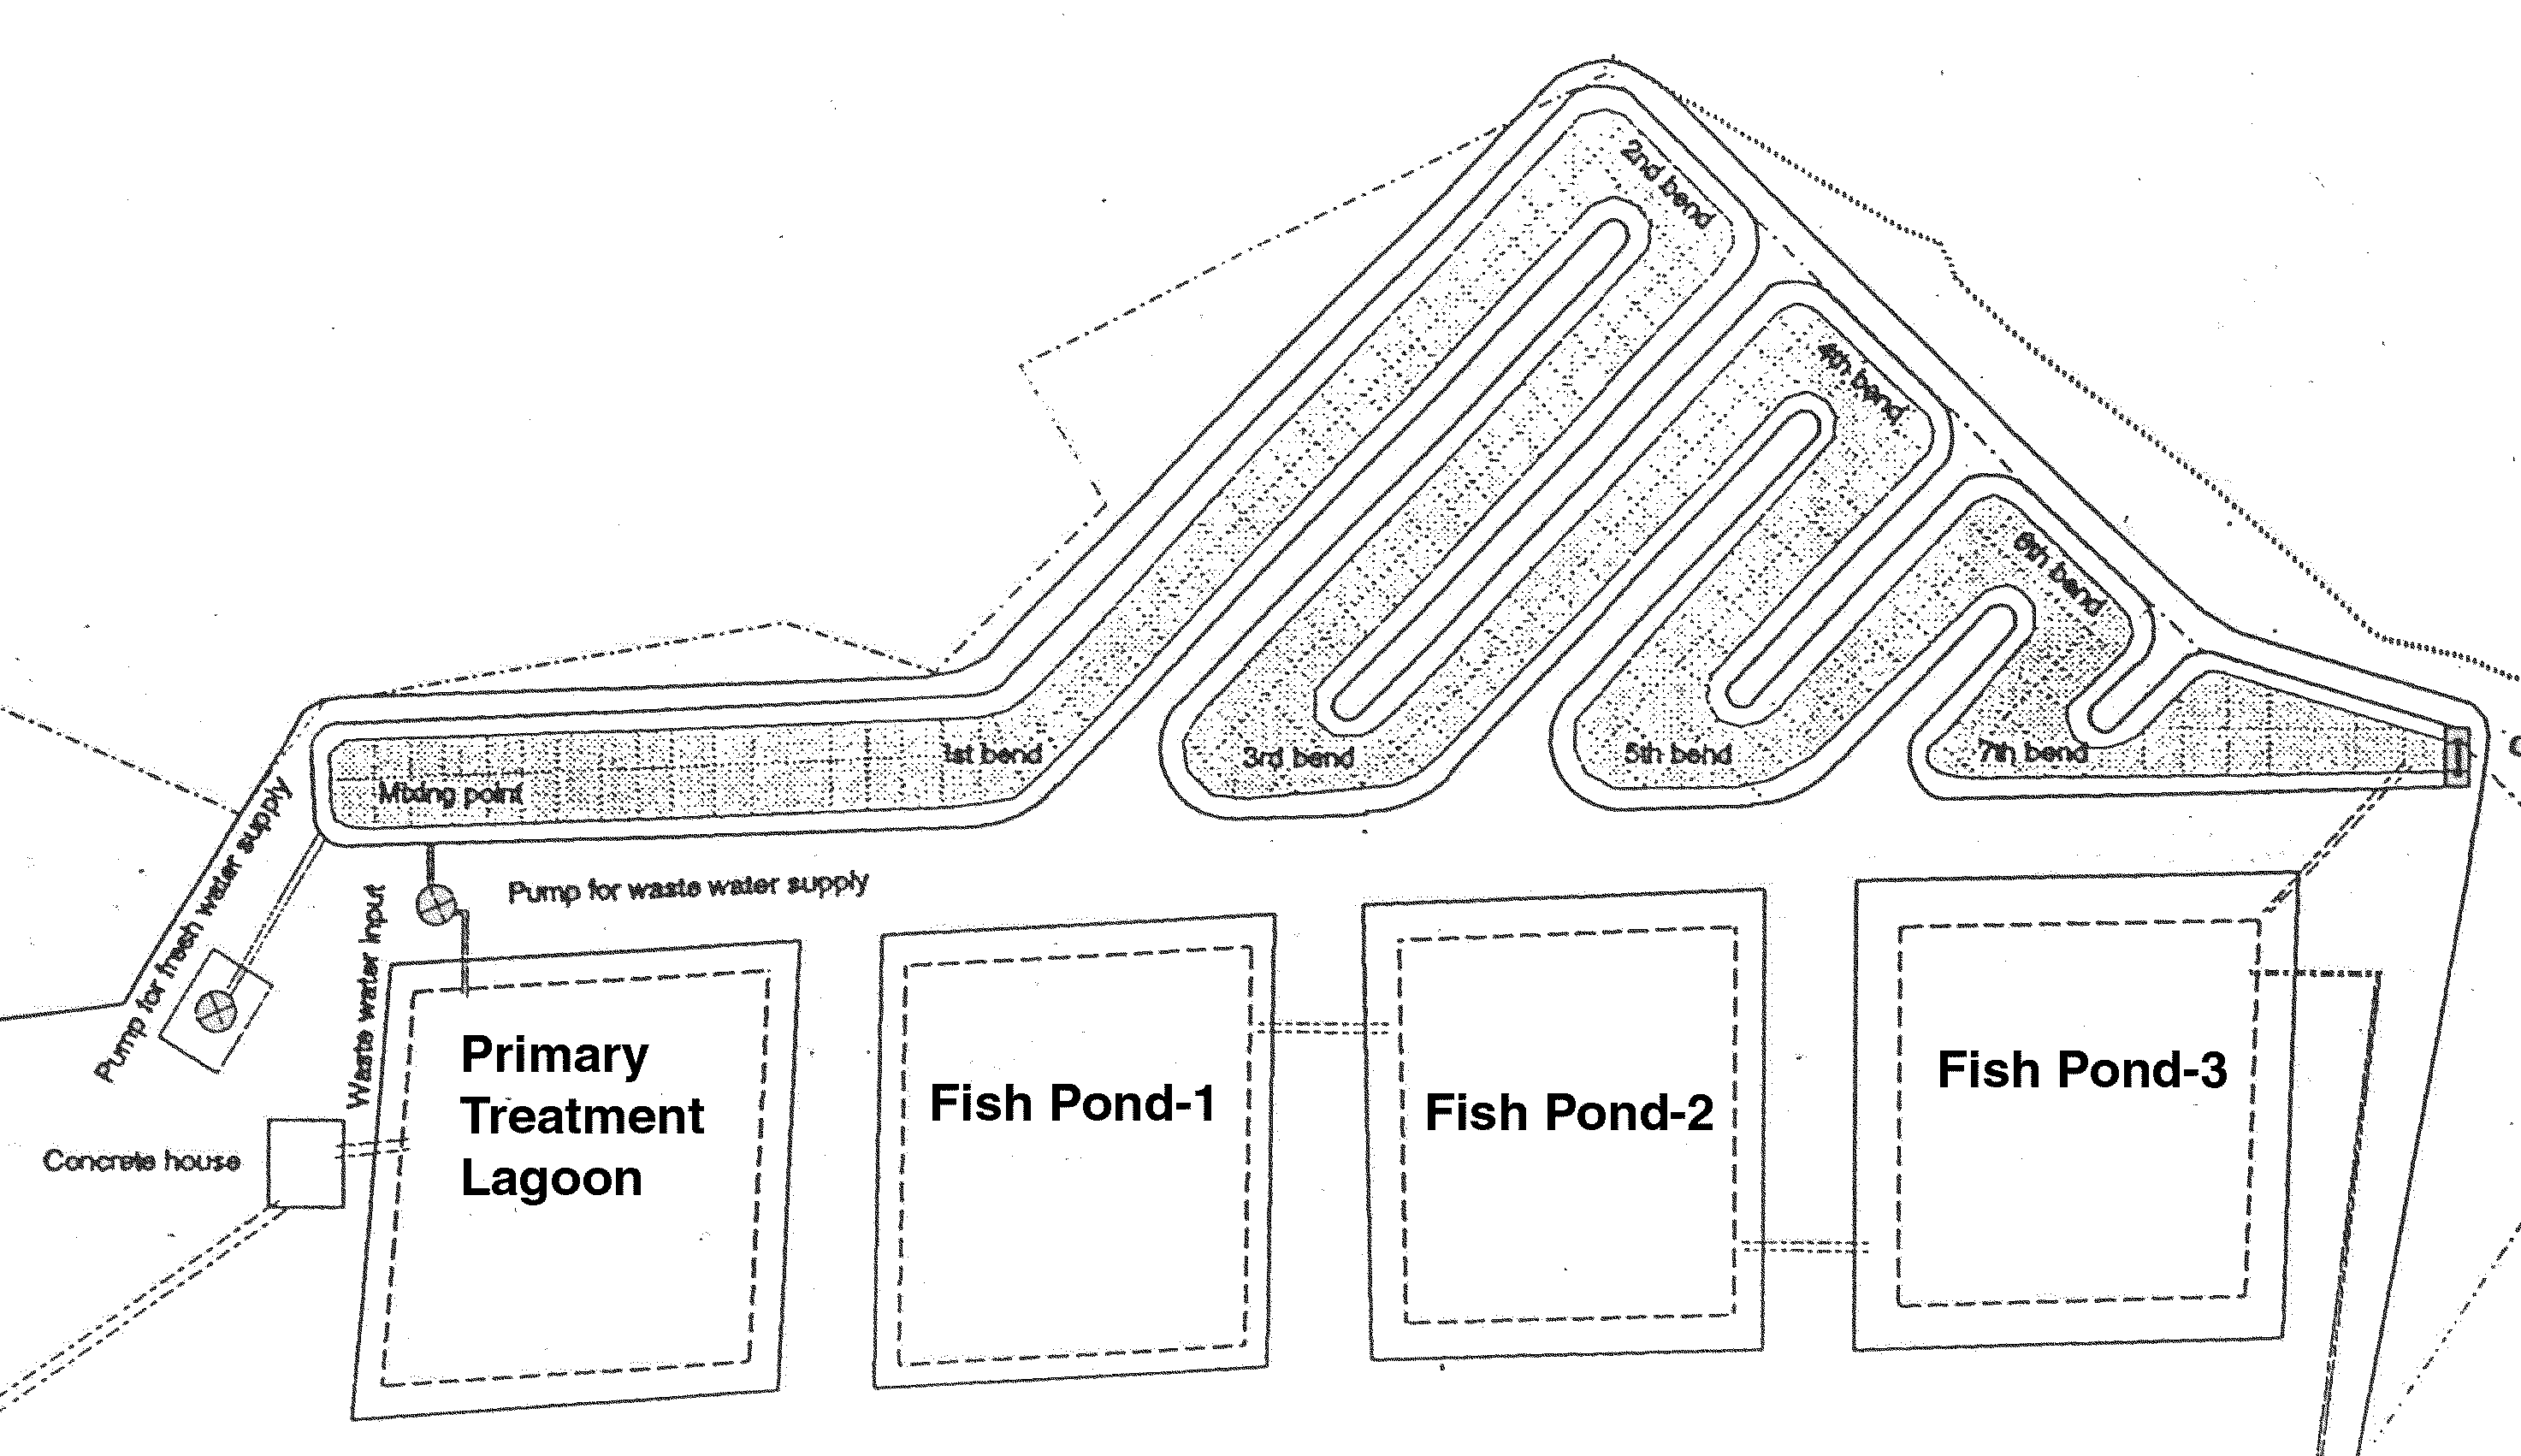 2nd bend
4th bend
6th bend
1st bend
3rd bend
5th bend
7th bend
Mixing point
Pump for fresh water supply
Waste water input
Pump for waste water supply
Concrete house
Primary
Treatment
Lagoon
Fish Pond-1
Fish Pond-2
Fish Pond-3